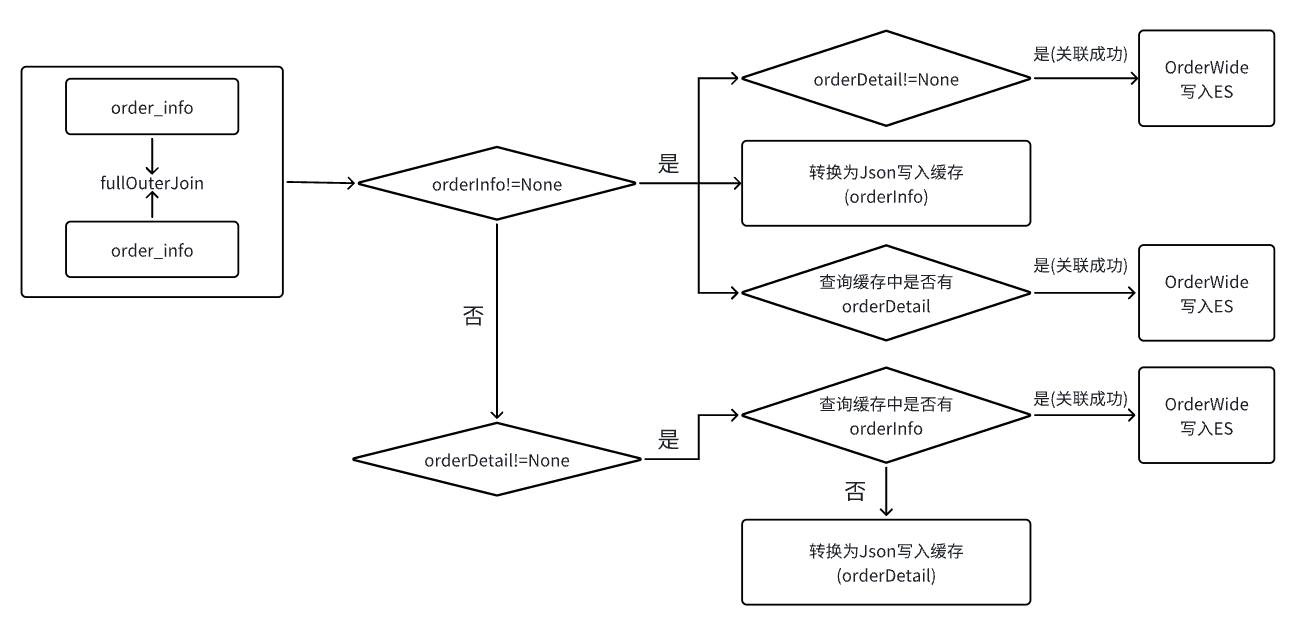 order_info
fullOuterJoin
order_info
orderInfo!=None
是
否
orderDetail!=None
是(关联成功)
OrderWide
写入ES
转换为Json写入缓存
(orderInfo)
查询缓存中是否有
orderDetail
是(关联成功)
OrderWide
写入ES
orderDetail!=None
是
查询缓存中是否有
orderInfo
是(关联成功)
OrderWide
写入ES
否
转换为Json写入缓存
(orderDetail)